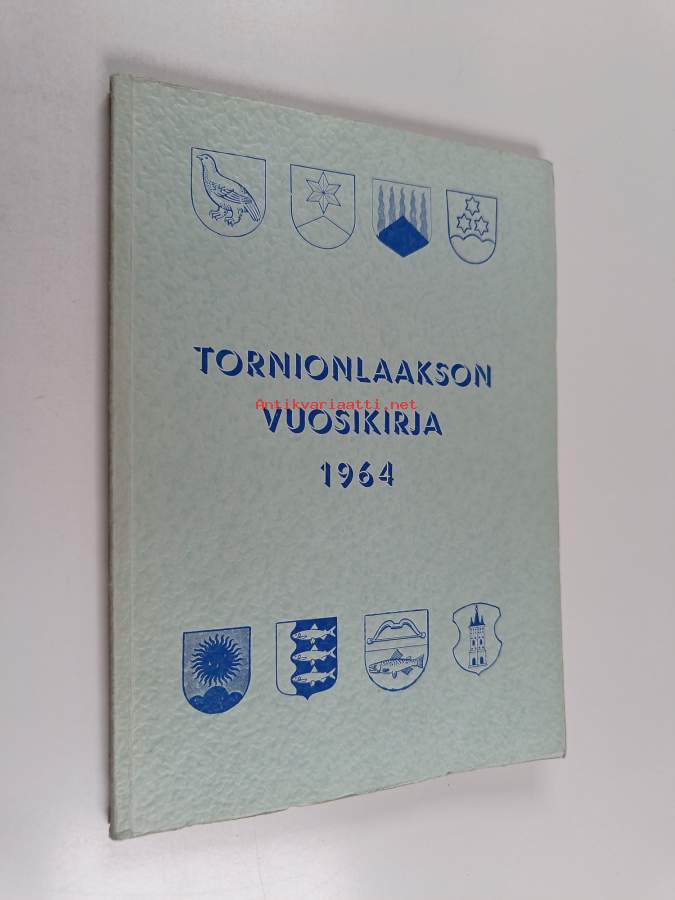 TORNIONLAAKSON
Antikvariaatti.net
VUOSIKIRJA
1964